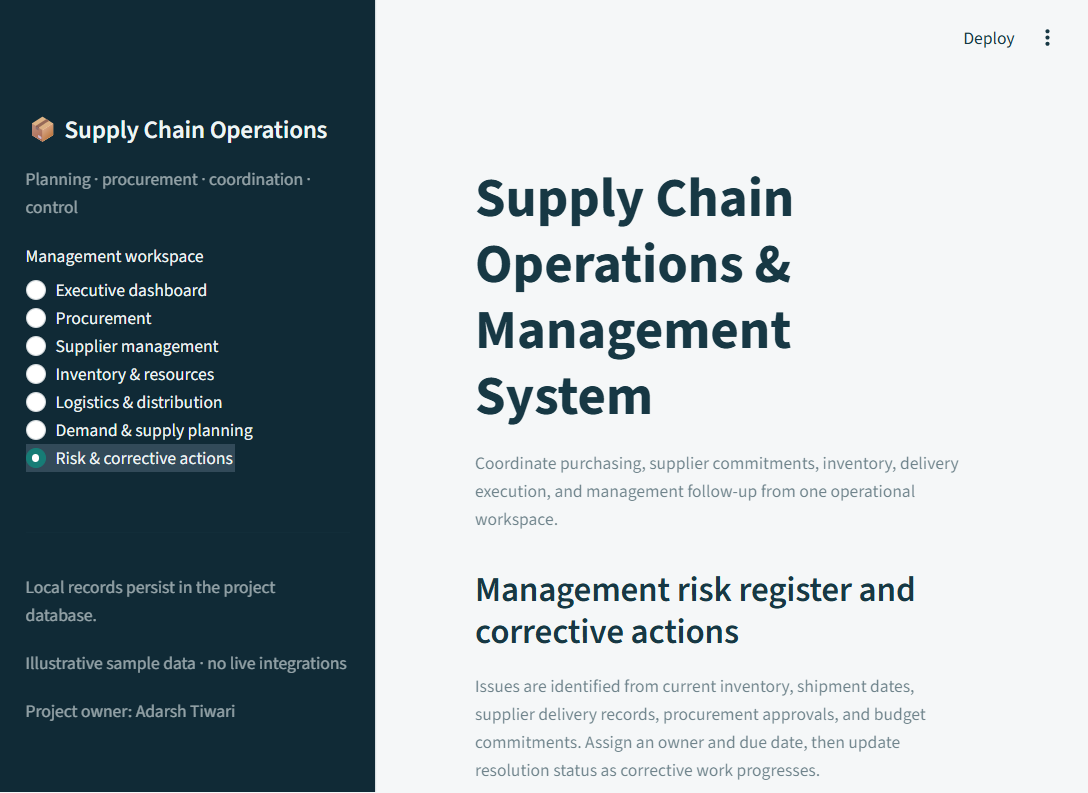 Deploy
📦 Supply Chain Operations
Planning · procurement · coordination ·
control
Management workspace
Executive dashboard
Procurement
Supplier management
Inventory & resources
Logistics & distribution
Demand & supply planning
Risk & corrective actions
Local records persist in the project
database.
Illustrative sample data · no live integrations
Project owner: Adarsh Tiwari
Supply Chain
Operations &
Management
System
Coordinate purchasing, supplier commitments, inventory, delivery
execution, and management follow-up from one operational
workspace.
Management risk register and
corrective actions
Issues are identified from current inventory, shipment dates,
supplier delivery records, procurement approvals, and budget
commitments. Assign an owner and due date, then update
resolution status as corrective work progresses.